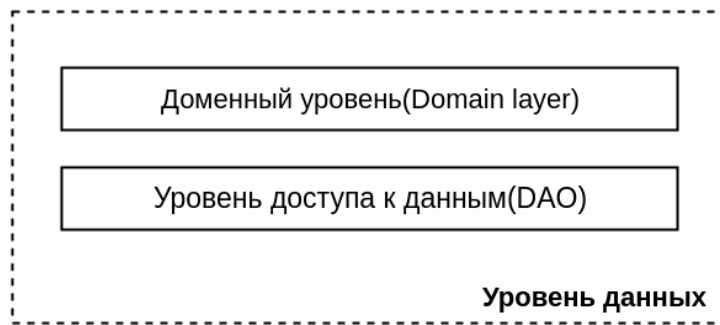 Доменный уровень(Domain layer)
Уровень доступа к данным(DAO)
Уровень данных